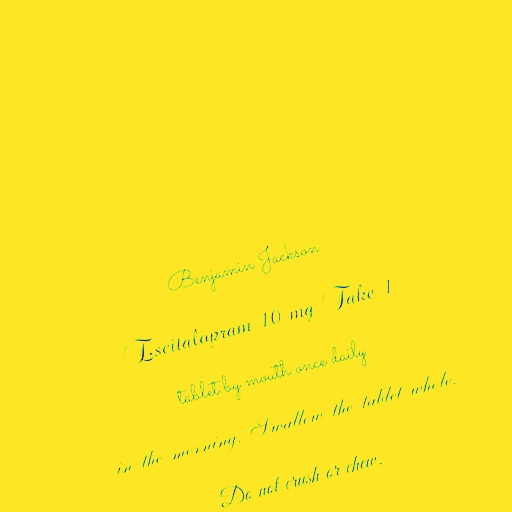 Benjamin Jackson
Escitalopram 10 mg Take 1
tablet by mouth once daily
in the morning. Swallow the tablet whole.
Do not crush or chew.